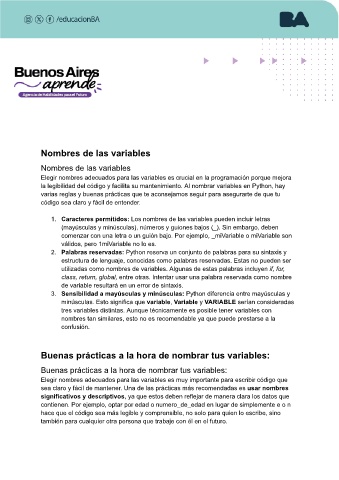 /educacionBA
BA
Buenos Aires
aprende
Agencia de Habilidades para el Futuro
Nombres de las variables
Nombres de las variables
Elegir nombres adecuados para las variables es crucial en la programación porque mejora
la legibilidad del código y facilita su mantenimiento. Al nombrar variables en Python, hay
varias reglas y buenas prácticas que te aconsejamos seguir para asegurarte de que tu
código sea claro y fácil de entender.
1. Caracteres permitidos: Los nombres de las variables pueden incluir letras
(mayúsculas y minúsculas), números y guiones bajos (_). Sin embargo, deben
comenzar con una letra o un guión bajo. Por ejemplo, _miVariable o miVariable son
válidos, pero 1miVariable no lo es.
2. Palabras reservadas: Python reserva un conjunto de palabras para su sintaxis y
estructura de lenguaje, conocidas como palabras reservadas. Estas no pueden ser
utilizadas como nombres de variables. Algunas de estas palabras incluyen if, for,
class, return, global, entre otras. Intentar usar una palabra reservada como nombre
de variable resultará en un error de sintaxis.
3. Sensibilidad a mayúsculas y minúsculas: Python diferencia entre mayúsculas y
minúsculas. Esto significa que variable, Variable y VARIABLE serían consideradas
tres variables distintas. Aunque técnicamente es posible tener variables con
nombres tan similares, esto no es recomendable ya que puede prestarse a la
confusión.
Buenas prácticas a la hora de nombrar tus variables:
Buenas prácticas a la hora de nombrar tus variables:
Elegir nombres adecuados para las variables es muy importante para escribir código que
sea claro y fácil de mantener. Una de las prácticas más recomendadas es usar nombres
significativos y descriptivos, ya que estos deben reflejar de manera clara los datos que
contienen. Por ejemplo, optar por edad o numero_de_edad en lugar de simplemente e o n
hace que el código sea más legible y comprensible, no solo para quien lo escribe, sino
también para cualquier otra persona que trabaje con él en el futuro.